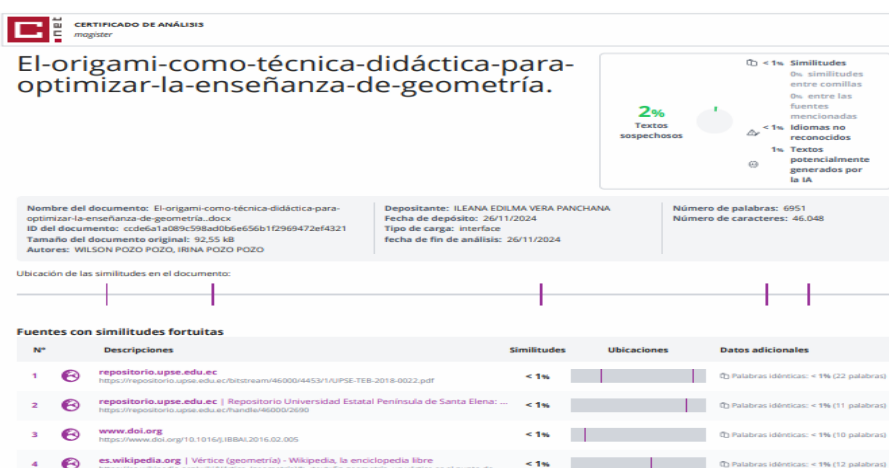 CERTIFICADO DE ANÁLISIS
magister
El-origami-como-técnica-didáctica-para-
optimizar-la-enseñanza-de-geometría.
2%
Textos
sospechosos
< 1% Similitudes
0% similitudes
entre comillas
0% entre las
fuentes
mencionadas
< 1% Idiomas no
reconocidos
1% Textos
potencialmente
generados por
la IA
Nombre del documento: El-origami-como-técnica-didáctica-para-
optimizar-la-enseñanza-de-geometría..docx
ID del documento: ccde6a1a089c598ad0b6e656b1f2969472ef4321
Tamaño del documento original: 92,55 kB
Autores: WILSON POZO POZO, IRINA POZO POZO
Depositante: ILEANA EDILMA VERA PANCHANA
Fecha de depósito: 26/11/2024
Tipo de carga: interface
fecha de fin de análisis: 26/11/2024
Número de palabras: 6951
Número de caracteres: 46.048
Ubicación de las similitudes en el documento:
Fuentes con similitudes fortuitas
N° Descripciones Similitudes Ubicaciones Datos adicionales
1 repositorio.upse.edu.ec
https://repositorio.upse.edu.ec/bitstream/46000/4453/1/UPSE-TEB-2018-0022.pdf
< 1% Palabras idénticas: < 1% (22 palabras)
2 repositorio.upse.edu.ec | Repositorio Universidad Estatal Península de Santa Elena: ...
https://repositorio.upse.edu.ec/handle/46000/2690
< 1% Palabras idénticas: < 1% (11 palabras)
3 www.doi.org
https://www.doi.org/10.1016/j.IBBAI.2016.02.005
< 1% Palabras idénticas: < 1% (10 palabras)
4 es.wikipedia.org | Vértice (geometría) - Wikipedia, la enciclopedia libre
< 1% Palabras idénticas: < 1% (12 palabras)